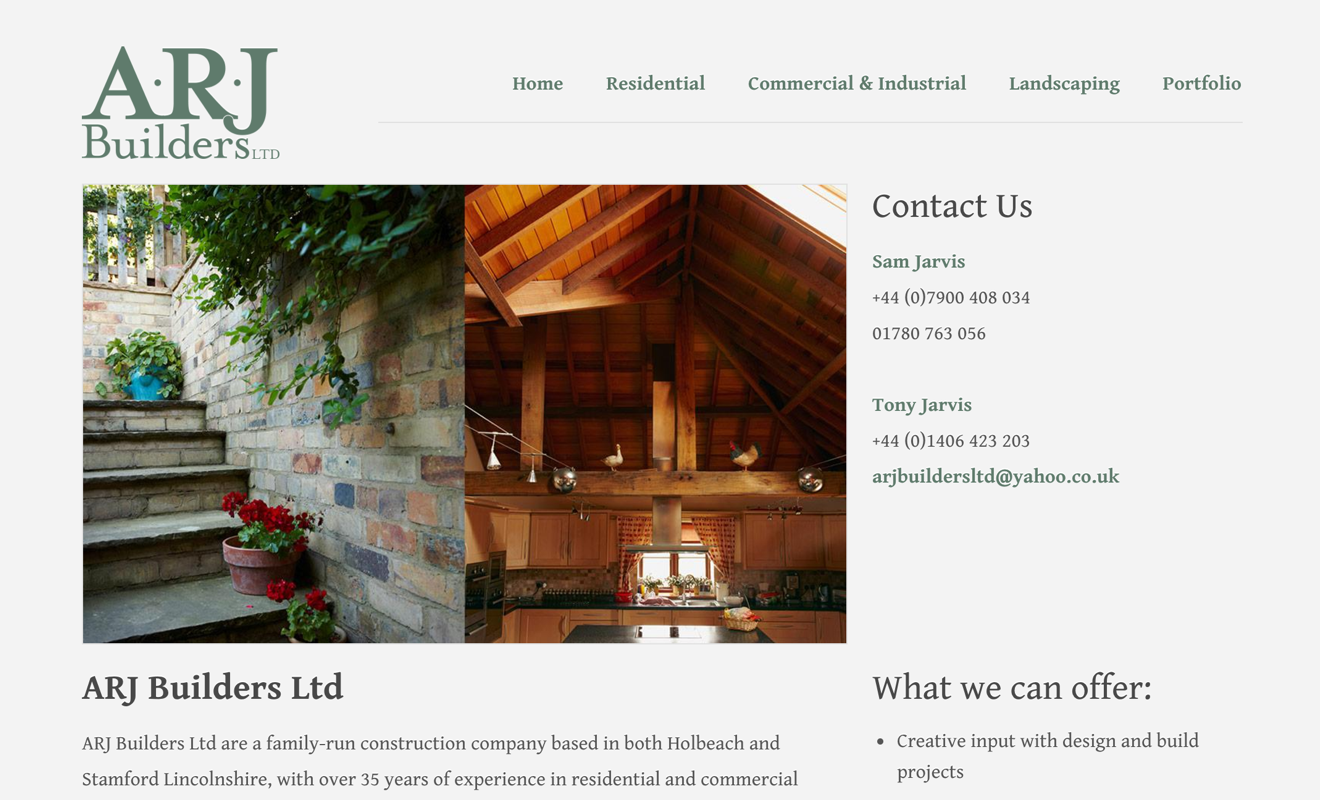 A·R·J
Builders LTD
Home Residential Commercial & Industrial Landscaping Portfolio
Contact Us
Sam Jarvis
+44 (0)7900 408 034
01780 763 056
Tony Jarvis
+44 (0)1406 423 203
arjbuildersltd@yahoo.co.uk
ARJ Builders Ltd
ARJ Builders Ltd are a family-run construction company based in both Holbeach and
Stamford Lincolnshire, with over 35 years of experience in residential and commercial
What we can offer:
• Creative input with design and build
projects